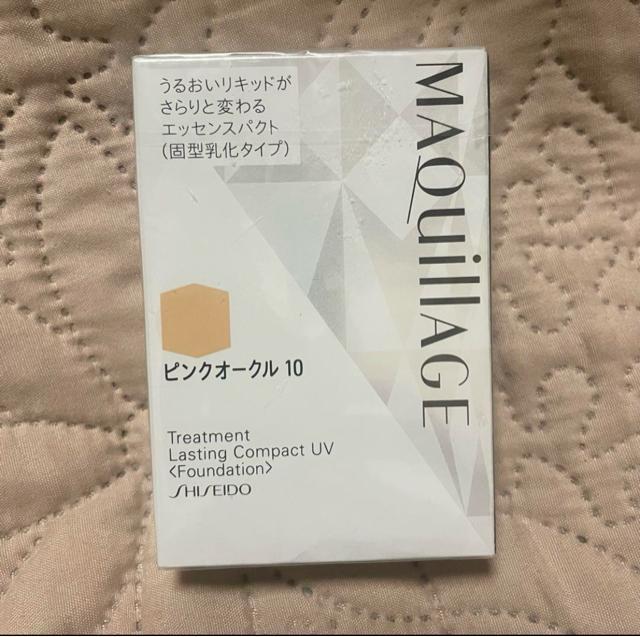 うるおいリキッドが
さらりと変わる
エッセンスパクト
(固型乳化タイプ)
MAQuillAGE
ピンクオークル 10
Treatment
Lasting Compact UV
<Foundation>
SHISEIDO